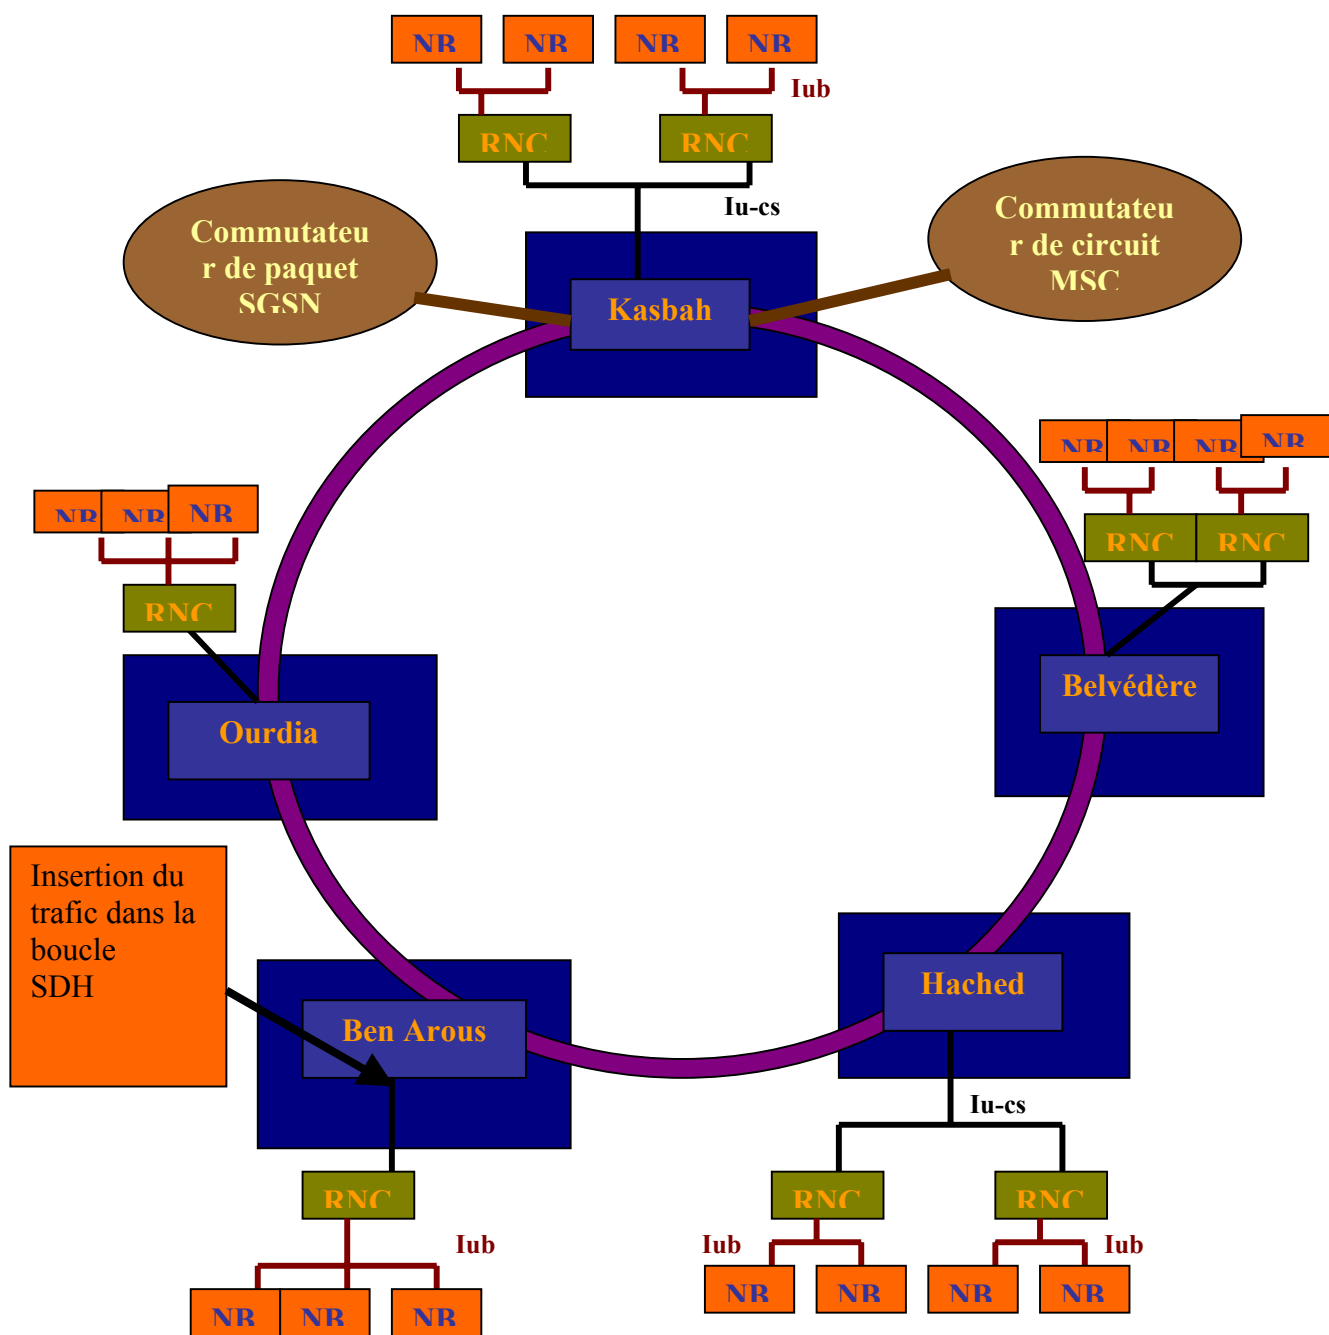 NB NB NB NB
Iub
RNC RNC
Iu-cs
Commutateu
r de paquet
SGSN
Commutateu
r de circuit
MSC
Kasbah
NB NB NB NB
RNC RNC
NB NB NB
RNC
Belvédère
Ourdia
Insertion du
trafic dans la
boucle
SDH
Hached
Ben Arous
Iu-cs
RNC
RNC RNC
Iub
Iub
Iub
NB NB NB
NB NB NB NB